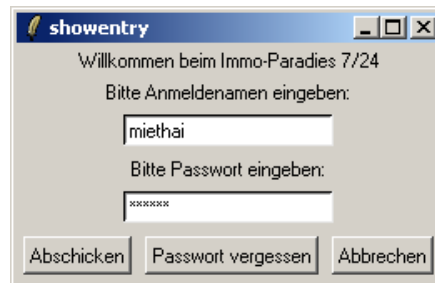 showentry
Willkommen beim Immo-Paradies 7/24
Bitte Anmeldenamen eingeben:
miethai
Bitte Passwort eingeben:
******
Abschicken Passwort vergessen Abbrechen